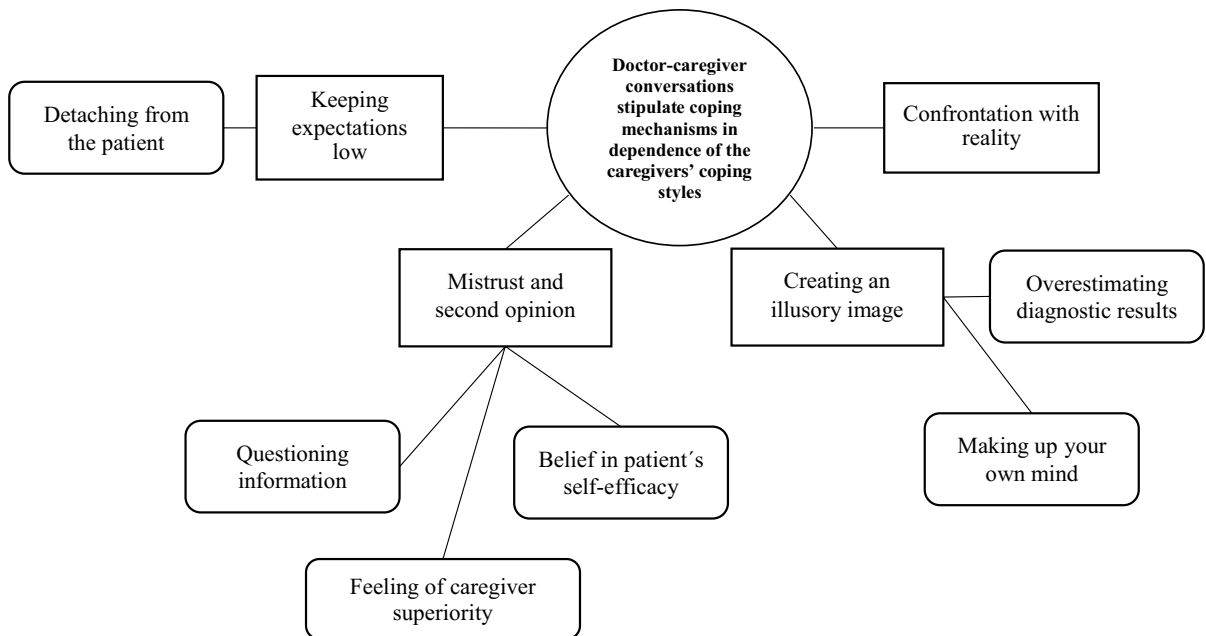 Doctor-caregiver
conversations
stipulate coping
mechanisms in
dependence of the
caregivers’ coping
styles
Detaching from
the patient
Keeping
expectations
low
Confrontation with
reality
Mistrust and
second opinion
Creating an
illusory image
Overestimating
diagnostic results
Questioning
information
Belief in patient´s
self-efficacy
Making up your
own mind
Feeling of caregiver
superiority